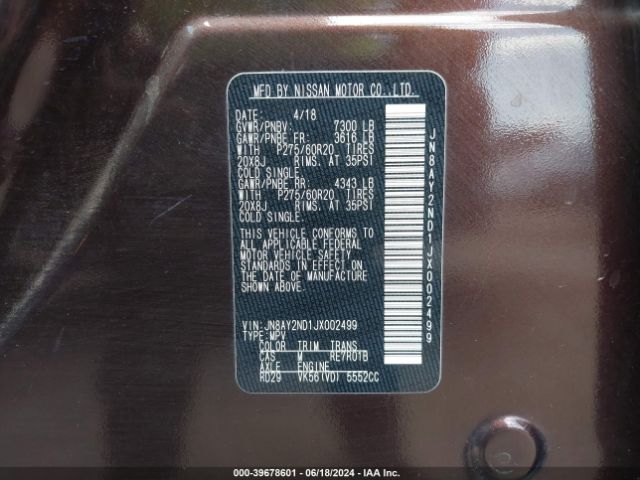 MFD BY NISSAN MOTOR CO.,LTD.
DATE: 4/18
GVWR/PNBV: 7300 LB
GAWR/PNBE FR: 3616 LB
WITH P275/60R20 TIRES
20X8J RIMS. AT 35PSI
COLD SINGLE.
GAWR/PNBE RR: 4343 LB
WITH P275/60R20 TIRES
20X8J RIMS. AT 35PSI
COLD SINGLE.
THIS VEHICLE CONFORMS TO
ALL APPLICABLE FEDERAL
MOTOR VEHICLE SAFETY
STANDARDS IN EFFECT ON
THE DATE OF MANUFACTURE
SHOWN ABOVE.
VIN: JN8AY2ND1JX002499
TYPE: MPV
COLOR TRIM TRANS
CAS M RE7R01B
AXLE ENGINE
RD29 VK56(VD) 5552CC
JN8AY2ND1JX002499
000-39678601 - 06/18/2024 - IAA Inc.